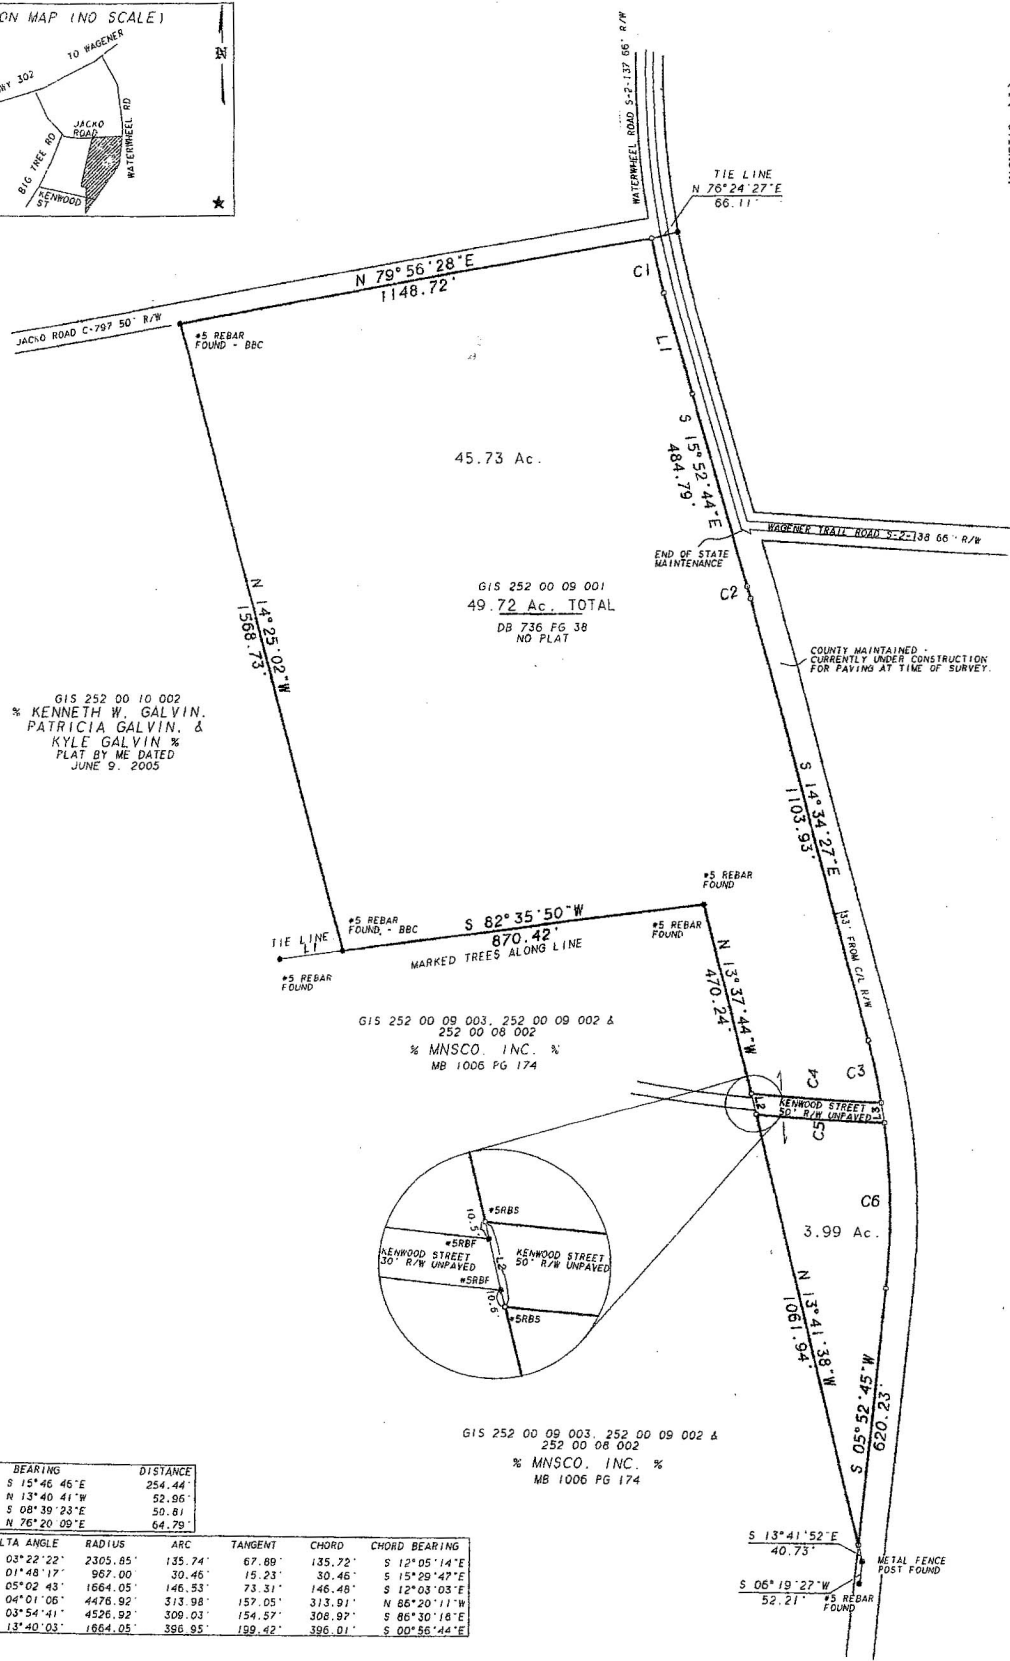 ON MAP (NO SCALE)
N
TO WAGENER
WY 302
JACKO
ROAD
BIG TREE RD
WATERWHEEL RD
KENWOOD
ST
WATERWHEEL ROAD S-2-137 66' R/W
TIE LINE
N 76°24'27"E
66.11'
N 79°56'28"E
1148.72'
JACKO ROAD C-797 50' R/W
#5 REBAR
FOUND - BBC
C1
L1
45.73 Ac.
S 15°52'44"E
484.79'
WAGENER TRAIL ROAD S-2-138 66' R/W
END OF STATE
MAINTENANCE
C2
GIS 252 00 09 001
49.72 Ac. TOTAL
DB 736 PG 38
NO PLAT
N 14°25'02"W
1568.73'
COUNTY MAINTAINED -
CURRENTLY UNDER CONSTRUCTION
FOR PAVING AT TIME OF SURVEY.
GIS 252 00 10 002
% KENNETH W. GALVIN,
PATRICIA GALVIN, &
KYLE GALVIN %
PLAT BY ME DATED
JUNE 9, 2005
S 14°34'27"E
1103.93'
#5 REBAR
FOUND
#5 REBAR
FOUND - BBC
S 82°35'50"W
870.42'
MARKED TREES ALONG LINE
#5 REBAR
FOUND
TIE LINE
L1
#5 REBAR
FOUND
33' FROM C/L R/W
N 13°37'44"W
470.24'
GIS 252 00 09 003, 252 00 09 002 &
252 00 08 002
% MNSCO, INC. %
MB 1006 PG 174
C3
C4
L2
KENWOOD STREET
50' R/W UNPAVED
L3
C5
C6
3.99 Ac.
#5RBS
10.5'
#5RBF
KENWOOD STREET
30' R/W UNPAVED
L2
KENWOOD STREET
50' R/W UNPAVED
#5RBF
10.6'
#5RBS
N 13°41'38"W
1061.94'
S 05°52'45"W
620.23'
GIS 252 00 09 003, 252 00 09 002 &
252 00 08 002
% MNSCO, INC. %
MB 1006 PG 174
S 13°41'52"E
40.73'
METAL FENCE
POST FOUND
S 06°19'27"W
52.21'
#5 REBAR
FOUND
BEARING DISTANCE
S 15°46'46"E 254.44'
N 13°40'41"W 52.96'
S 08°39'23"E 50.81'
N 76°20'09"E 64.79'
LTA ANGLE RADIUS ARC TANGENT CHORD CHORD BEARING
03°22'22" 2305.85' 135.74' 67.89' 135.72' S 12°05'14"E
01°48'17" 967.00' 30.46' 15.23' 30.46' S 15°29'47"E
05°02'43" 1664.05' 146.53' 73.31' 146.48' S 12°03'03"E
04°01'06" 4476.92' 313.98' 157.05' 313.91' N 86°20'11"W
03°54'41" 4526.92' 309.03' 154.57' 308.97' S 86°30'16"E
13°40'03" 1664.05' 396.95' 199.42' 396.01' S 00°56'44"E